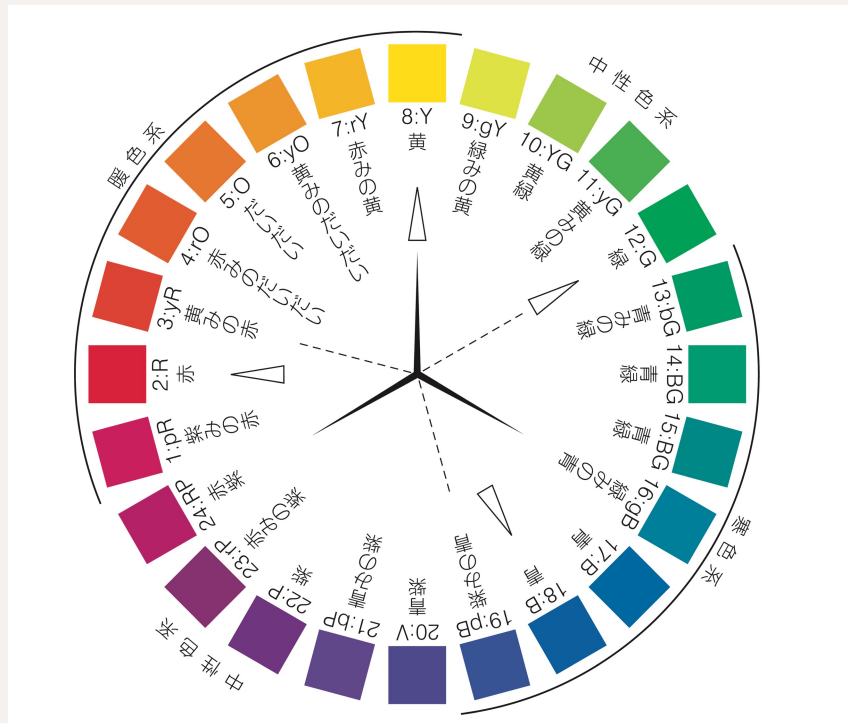 暖色系
中性色系
寒色系
中性色系
1:pR
紫みの赤
2:R
赤
3:yR
黄みの赤
4:rO
赤みのだいだい
5:O
だいだい
6:yO
黄みのだいだい
7:rY
赤みの黄
8:Y
黄
9:gY
緑みの黄
10:YG
黄緑
11:yG
黄みの緑
12:G
緑
13:bG
青みの緑
14:BG
青緑
15:BG
青緑
16:gB
緑みの青
17:B
青
18:B
青
19:pB
紫みの青
20:V
青紫
21:bP
青みの紫
22:P
紫
23:rP
赤みの紫
24:RP
赤紫